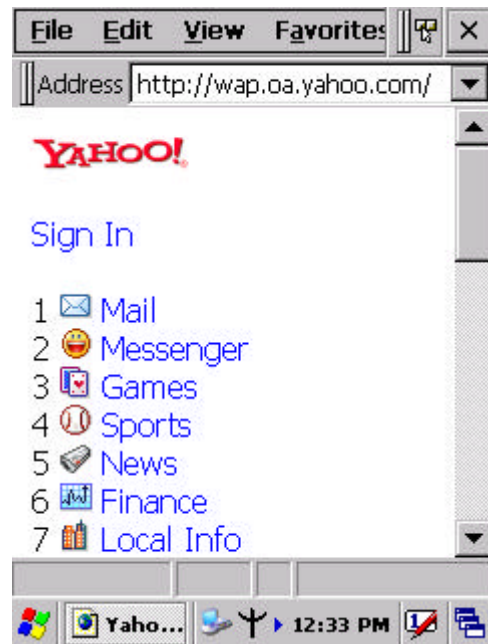 File Edit View Favorites
Address http://wap.oa.yahoo.com/
YAHOO!
Sign In
1 Mail
2 Messenger
3 Games
4 Sports
5 News
6 Finance
7 Local Info
Yaho... 12:33 PM